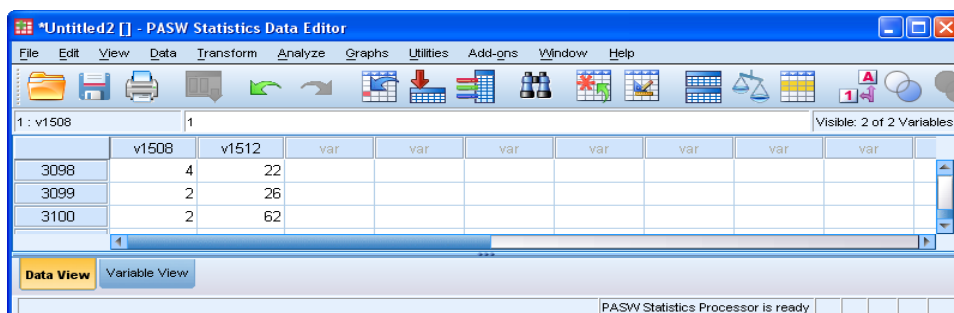 *Untitled2 [] - PASW Statistics Data Editor
File Edit View Data Transform Analyze Graphs Utilities Add-ons Window Help
A
1
1 : v1508 1 Visible: 2 of 2 Variables
v1508 v1512 var var var var var var var
3098 4 22
3099 2 26
3100 2 62
Data View Variable View
PASW Statistics Processor is ready